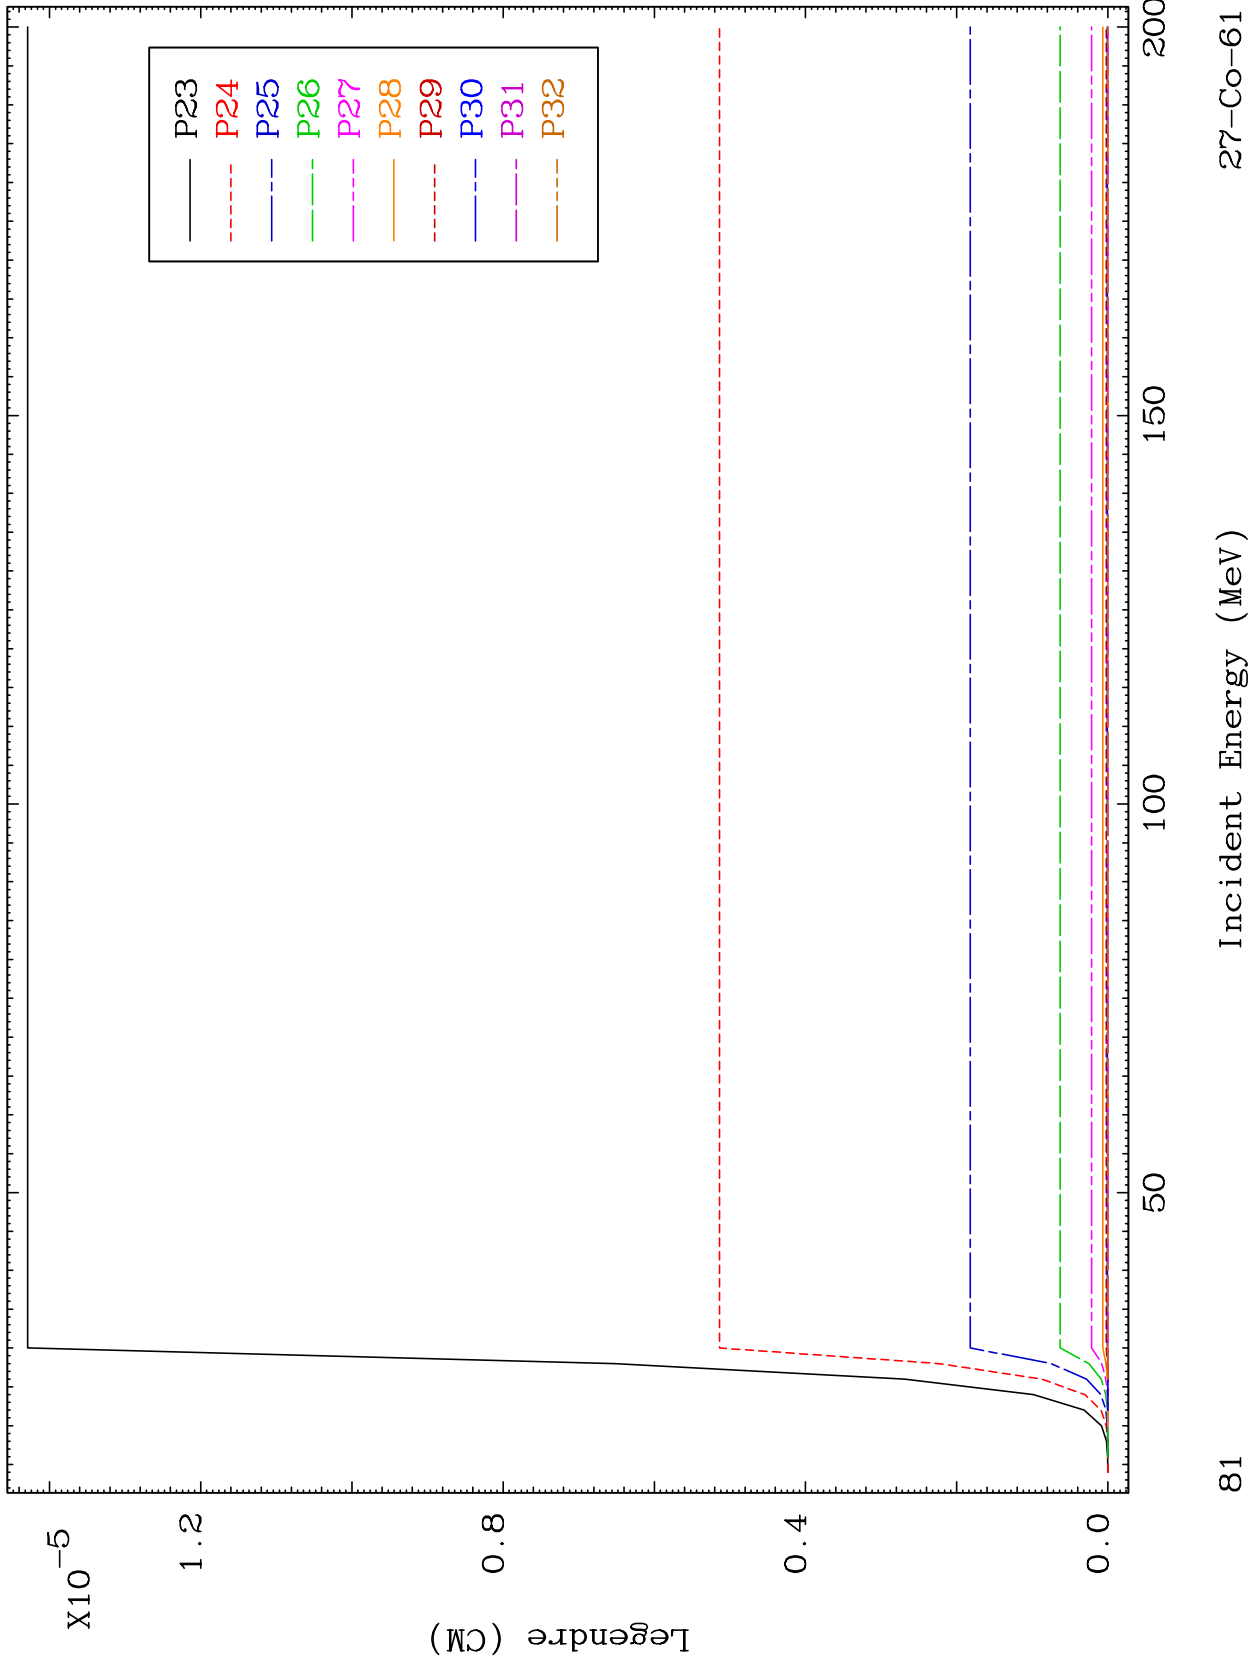 X10-5
1.2
0.8
0.4
0.0
Legendre (CM)
P23
P24
P25
P26
P27
P28
P29
P30
P31
P32
50
100
150
200
81
Incident Energy (MeV)
27-Co-61